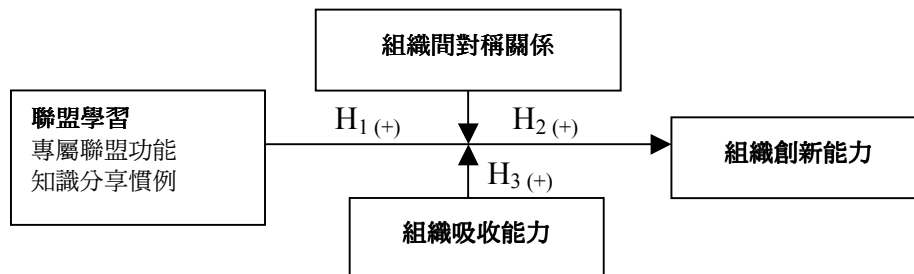 組織間對稱關係
聯盟學習
專屬聯盟功能
知識分享慣例
H1 (+)
H2 (+)
組織創新能力
H3 (+)
組織吸收能力